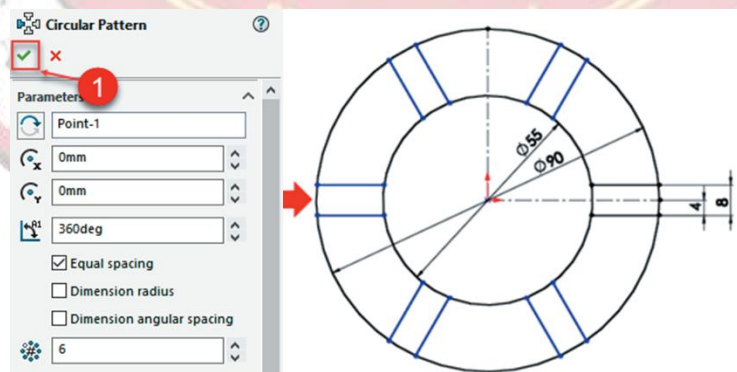 Circular Pattern
1
Parameters
Point-1
0mm
0mm
360deg
Equal spacing
Dimension radius
Dimension angular spacing
6
Ø55
Ø90
4
8